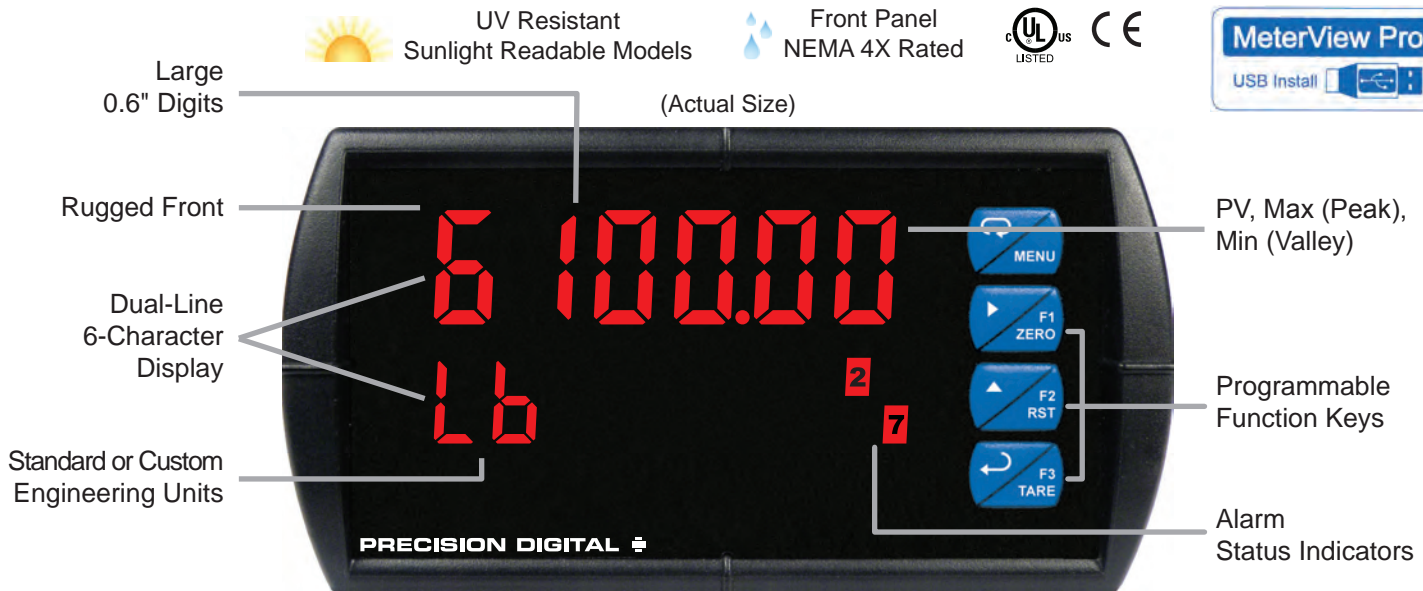 UV Resistant
Sunlight Readable Models
Front Panel
NEMA 4X Rated
C UL US
LISTED
CE
MeterView Pro
USB Install
Large
0.6" Digits
(Actual Size)
Rugged Front
Dual-Line
6-Character
Display
Standard or Custom
Engineering Units
6 100.00
Lb
2
7
MENU
F1
ZERO
F2
RST
F3
TARE
PRECISION DIGITAL
PV, Max (Peak),
Min (Valley)
Programmable
Function Keys
Alarm
Status Indicators